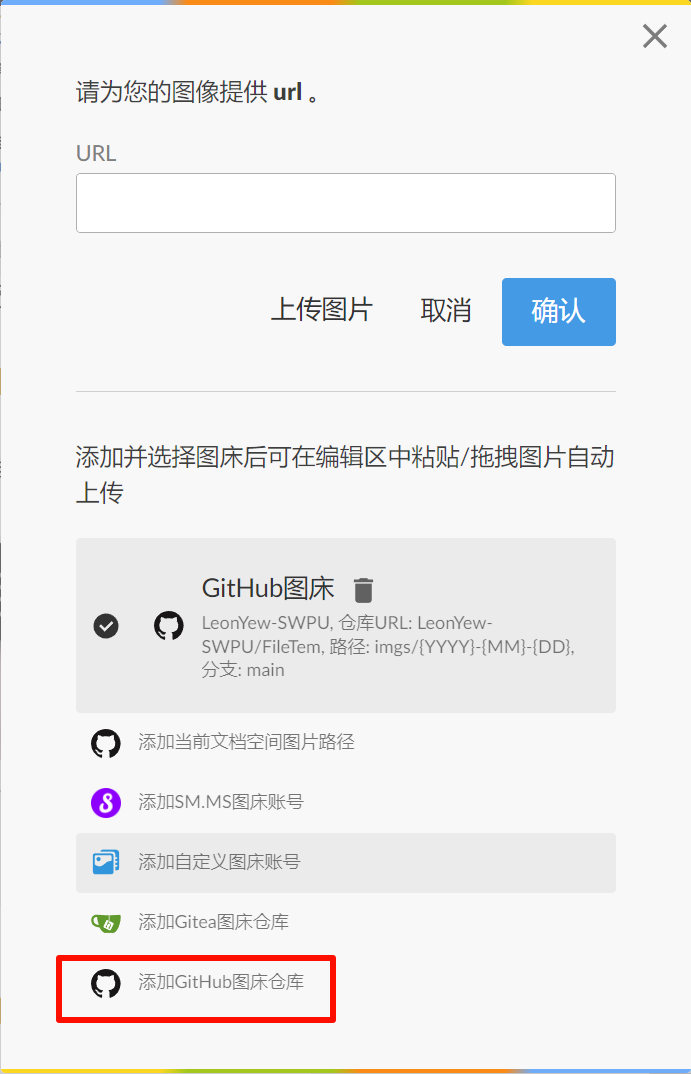 请为您的图像提供 url 。
URL
上传图片 取消 确认
添加并选择图床后可在编辑区中粘贴/拖拽图片自动
上传
GitHub图床
LeonYew-SWPU, 仓库URL: LeonYew-
SWPU/FileTem, 路径: imgs/{YYYY}-{MM}-{DD},
分支: main
添加当前文档空间图片路径
添加SM.MS图床账号
添加自定义图床账号
添加Gitea图床仓库
添加GitHub图床仓库